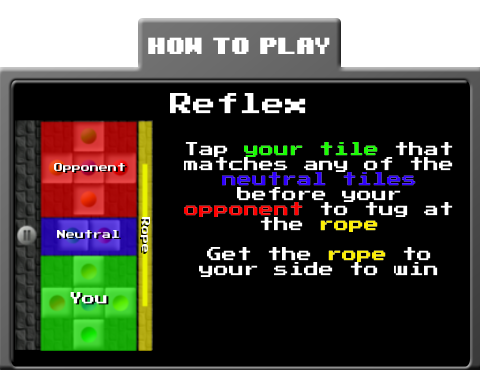 HOW TO PLAY
Reflex
Opponent
Neutral
You
Rope
Tap your tile that
matches any of the
neutral tiles
before your
opponent to tug at
the rope
Get the rope to
your side to win